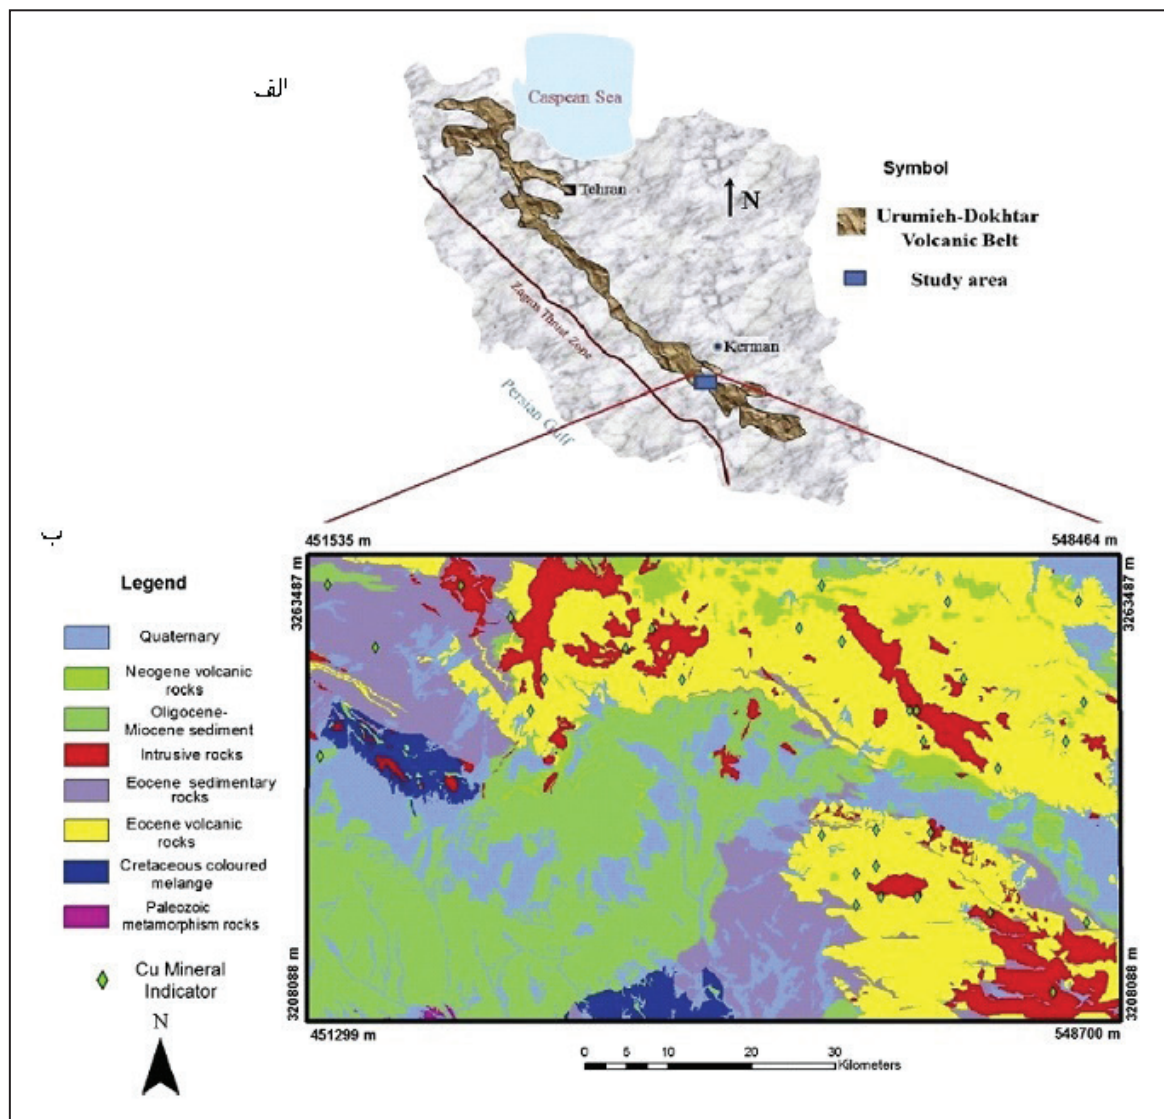 الف
Caspean Sea
Tehran
N
Symbol
Urumieh-Dokhtar
Volcanic Belt
Study area
Zagros Thrust Zone
Kerman
Persian Gulf
ب
451535 m
548464 m
3263487 m
3263487 m
Legend
Quaternary
Neogene volcanic
rocks
Oligocene-
Miocene sediment
Intrusive rocks
Eocene sedimentary
rocks
Eocene volcanic
rocks
Cretaceous coloured
melange
Paleozoic
metamorphism rocks
Cu Mineral
Indicator
N
3208088 m
3208088 m
451299 m
548700 m
0 5 10 20 30
Kilometers